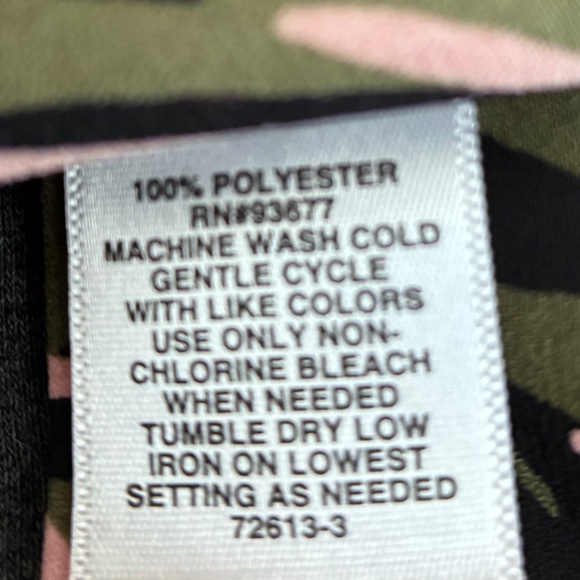 100% POLYESTER
RN#93677
MACHINE WASH COLD
GENTLE CYCLE
WITH LIKE COLORS
USE ONLY NON-
CHLORINE BLEACH
WHEN NEEDED
TUMBLE DRY LOW
IRON ON LOWEST
SETTING AS NEEDED
72613-3